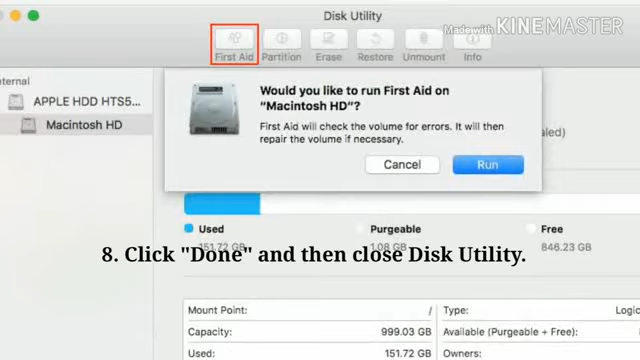 Disk Utility
Made with KINEMASTER
First Aid Partition Erase Restore Unmount Info
nternal
APPLE HDD HTS5...
Macintosh HD
Would you like to run First Aid on
“Macintosh HD”?
First Aid will check the volume for errors. It will then
repair the volume if necessary.
aled)
Cancel Run
Used Purgeable Free
151.72 GB 1.08 GB 846.23 GB
8. Click "Done" and then close Disk Utility.
Mount Point: / Type: Logic
Capacity: 999.03 GB Available (Purgeable + Free):
Used: 151.72 GB Owners: